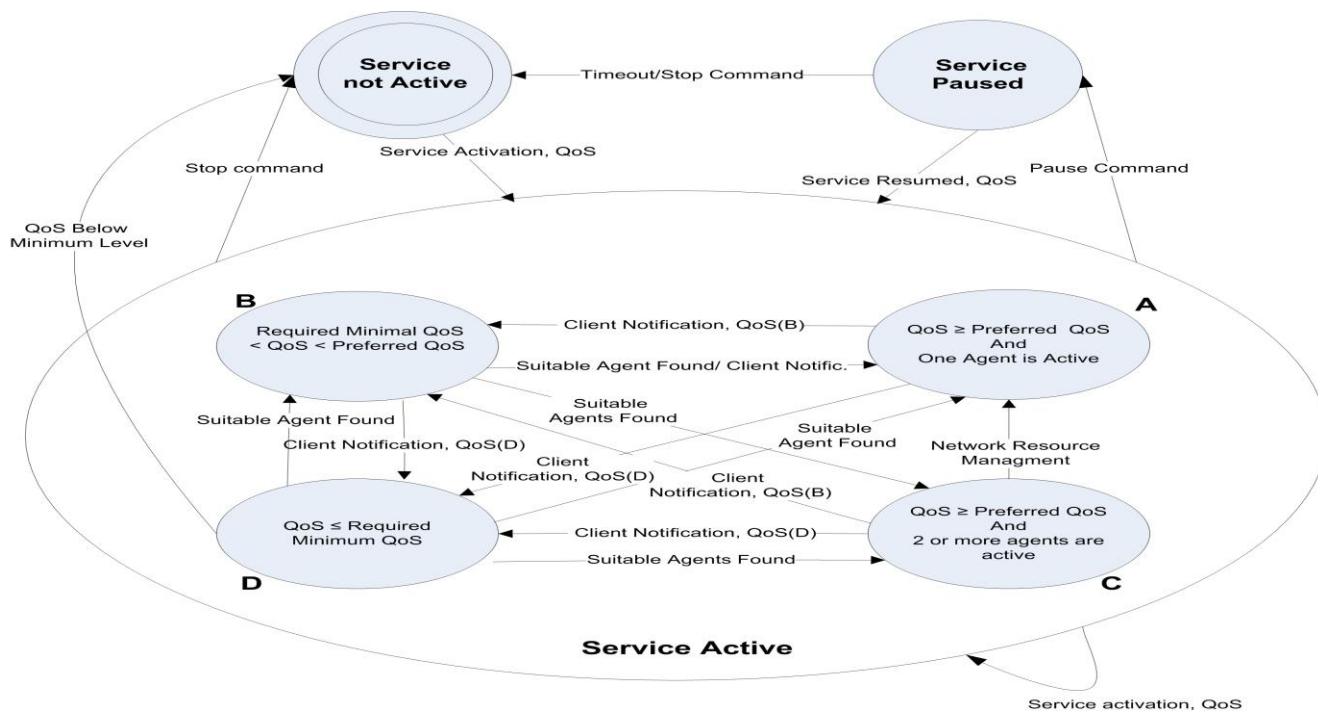 Service
not Active
Service
Paused
Timeout/Stop Command
Service Activation, QoS
Stop command
Service Resumed, QoS
Pause Command
QoS Below
Minimum Level
B
A
Required Minimal QoS
< QoS < Preferred QoS
Client Notification, QoS(B)
QoS ≥ Preferred QoS
And
One Agent is Active
Suitable Agent Found/ Client Notific.
Suitable Agent Found
Suitable
Agents Found
Suitable
Agent Found
Client Notification, QoS(D)
Network Resource
Managment
Client
Notification, QoS(D)
Client
Notification, QoS(B)
QoS ≤ Required
Minimum QoS
Client Notification, QoS(D)
QoS ≥ Preferred QoS
And
2 or more agents are
active
Suitable Agents Found
D
C
Service Active
Service activation, QoS